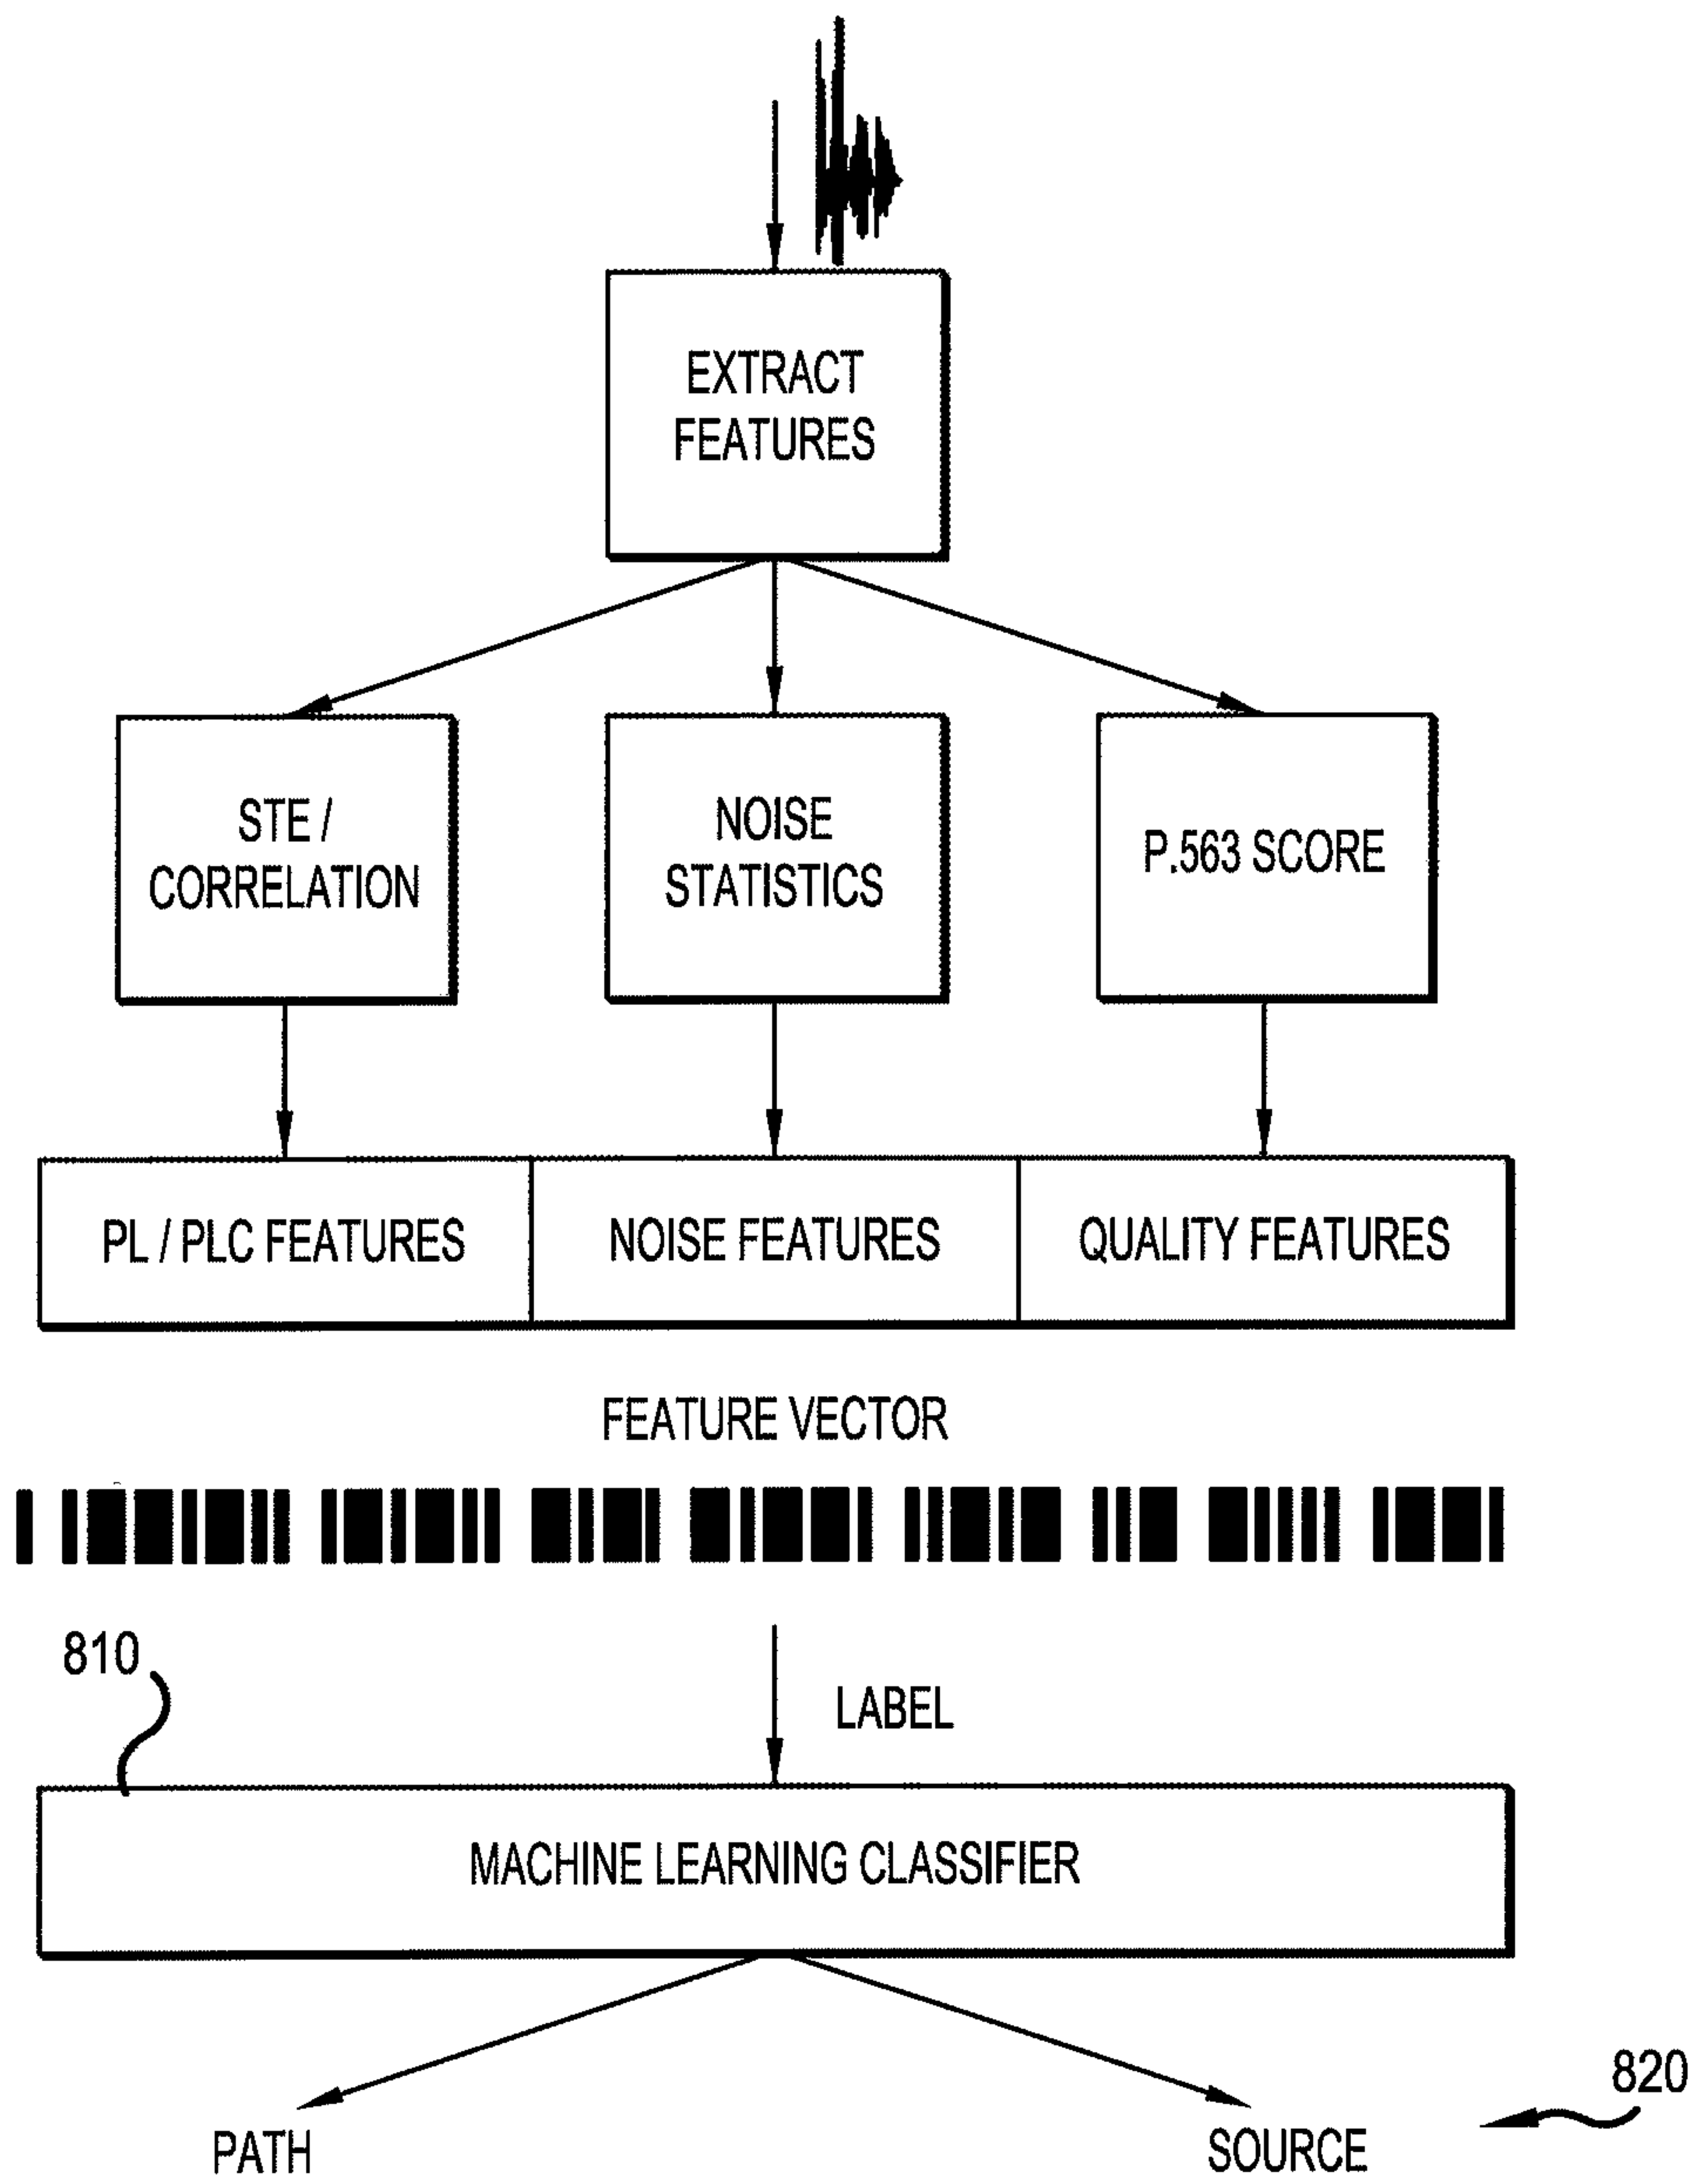 EXTRACT
FEATURES
STE /
CORRELATION
NOISE
STATISTICS
P.563 SCORE
PL / PLC FEATURES
NOISE FEATURES
QUALITY FEATURES
FEATURE VECTOR
810
LABEL
MACHINE LEARNING CLASSIFIER
820
PATH
SOURCE